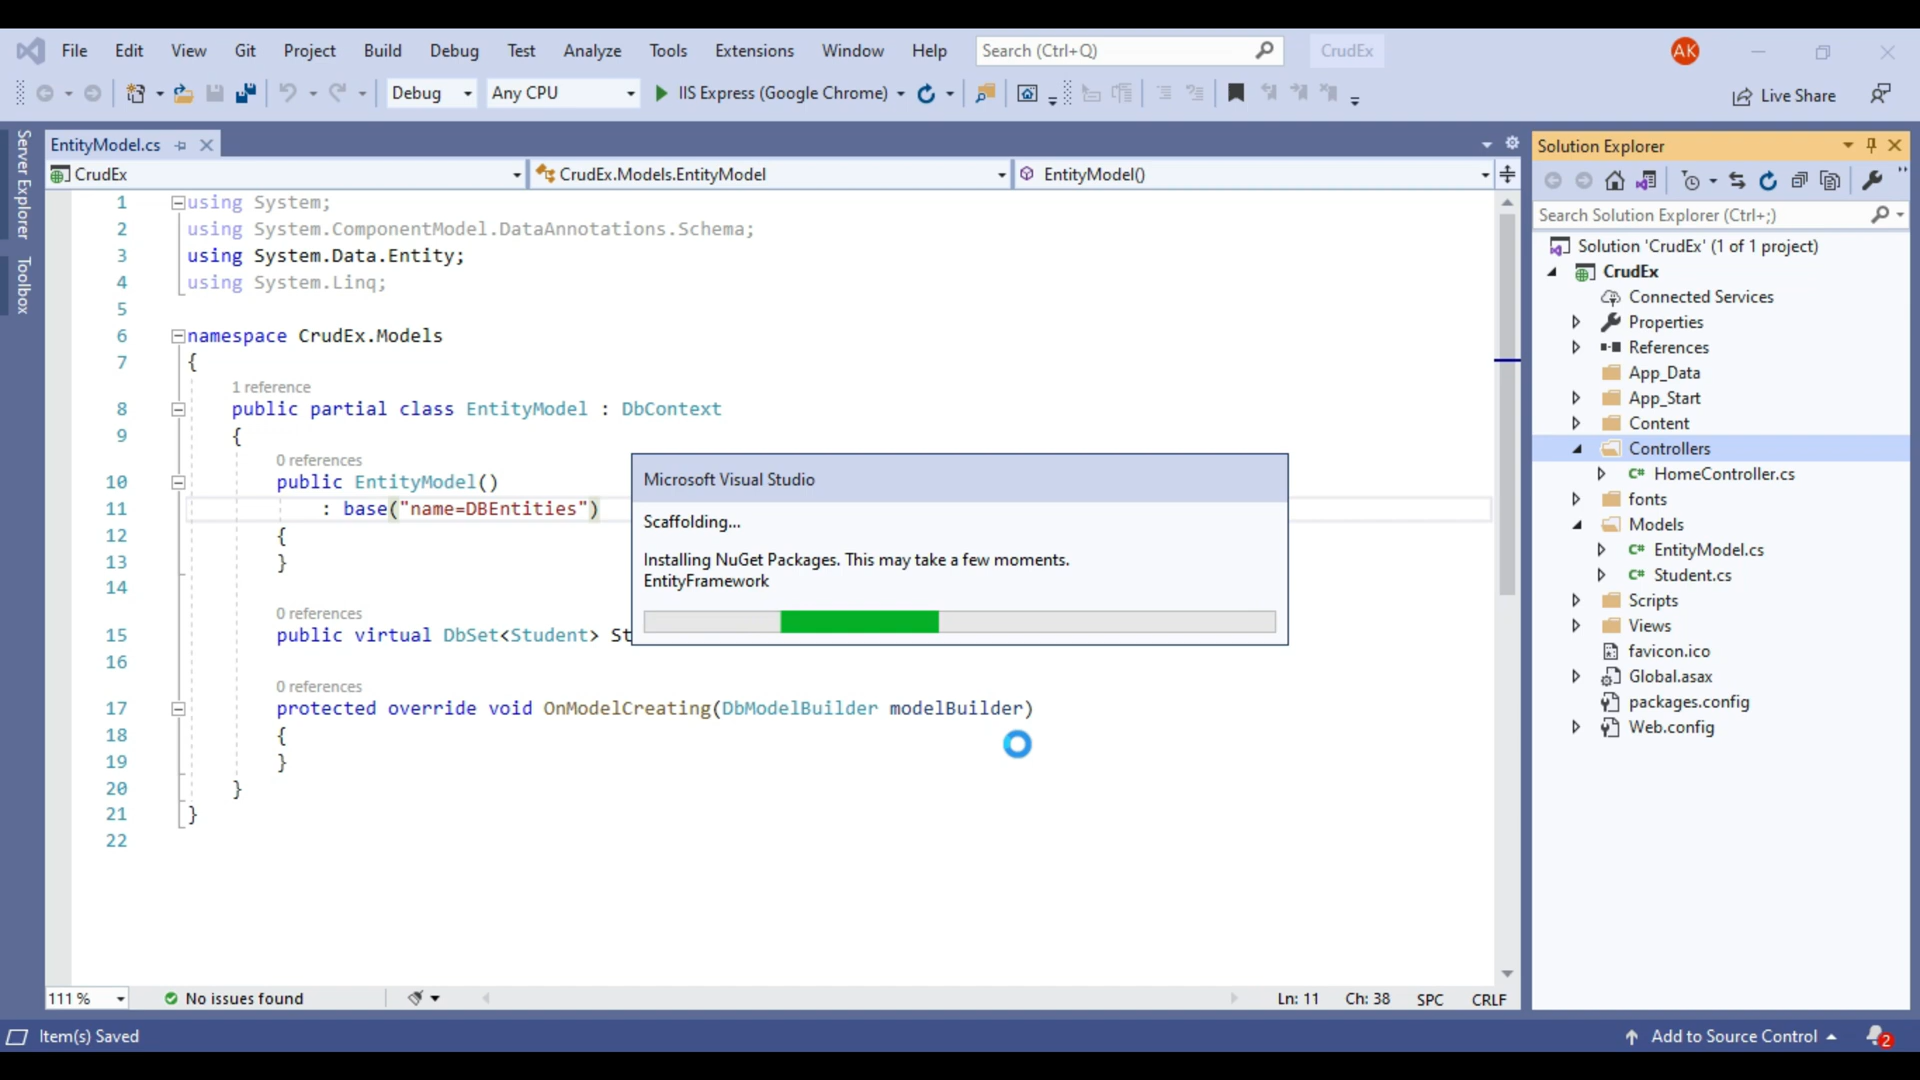 File Edit View Git Project Build Debug Test Analyze Tools Extensions Window Help Search (Ctrl+Q) CrudEx AK
Debug Any CPU IIS Express (Google Chrome) Live Share
Server Explorer
Toolbox
EntityModel.cs
CrudEx CrudEx.Models.EntityModel EntityModel()
1 using System;
2 using System.ComponentModel.DataAnnotations.Schema;
3 using System.Data.Entity;
4 using System.Linq;
5
6 namespace CrudEx.Models
7 {
1 reference
8 public partial class EntityModel : DbContext
9 {
0 references
10 public EntityModel()
11 : base("name=DBEntities")
12 {
13 }
14
0 references
15 public virtual DbSet<Student> St
16
0 references
17 protected override void OnModelCreating(DbModelBuilder modelBuilder)
18 {
19 }
20 }
21 }
22
Microsoft Visual Studio
Scaffolding...
Installing NuGet Packages. This may take a few moments.
EntityFramework
Solution Explorer
Search Solution Explorer (Ctrl+;)
Solution 'CrudEx' (1 of 1 project)
CrudEx
Connected Services
Properties
References
App_Data
App_Start
Content
Controllers
C# HomeController.cs
fonts
Models
C# EntityModel.cs
C# Student.cs
Scripts
Views
favicon.ico
Global.asax
packages.config
Web.config
111 % No issues found Ln: 11 Ch: 38 SPC CRLF
Item(s) Saved Add to Source Control 2